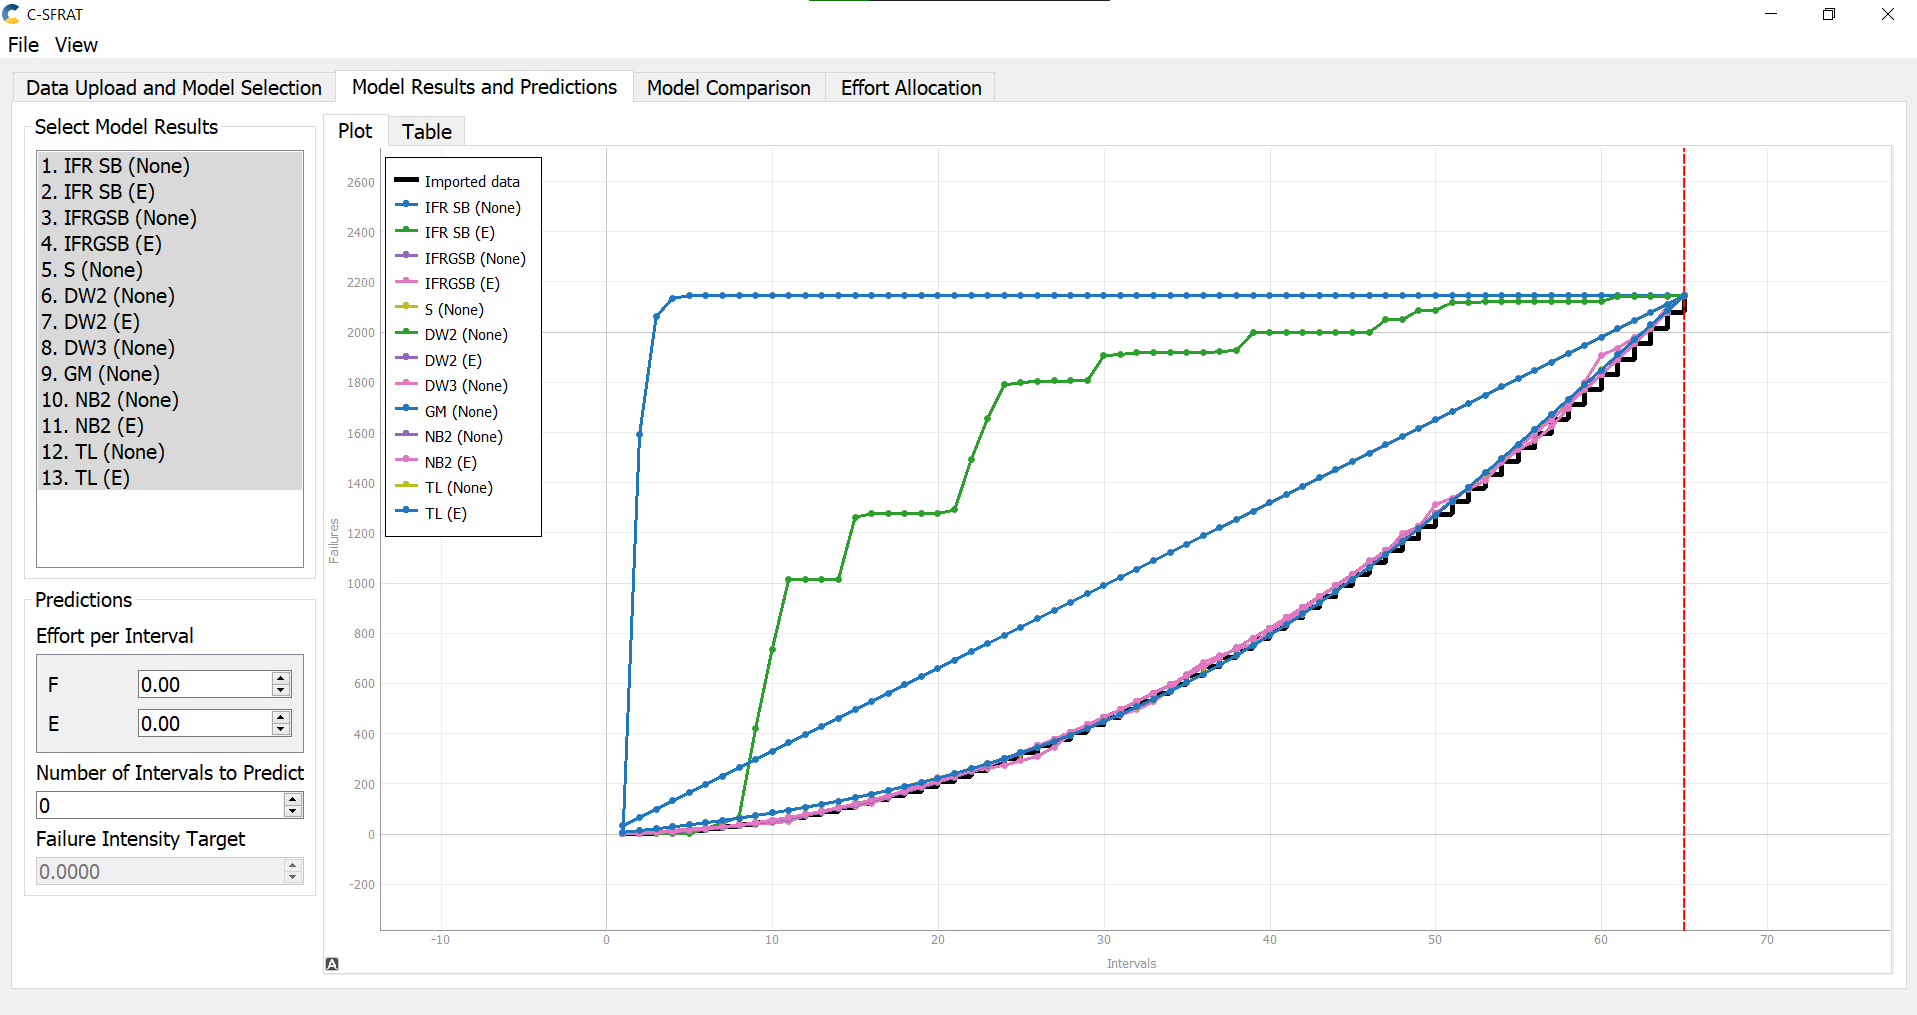 C-SFRAT
File View
Data Upload and Model Selection
Model Results and Predictions
Model Comparison
Effort Allocation
Select Model Results
1. IFR SB (None)
2. IFR SB (E)
3. IFRGSB (None)
4. IFRGSB (E)
5. S (None)
6. DW2 (None)
7. DW2 (E)
8. DW3 (None)
9. GM (None)
10. NB2 (None)
11. NB2 (E)
12. TL (None)
13. TL (E)
Predictions
Effort per Interval
F 0.00
E 0.00
Number of Intervals to Predict
0
Failure Intensity Target
0.0000
Plot
Table
Imported data
IFR SB (None)
IFR SB (E)
IFRGSB (None)
IFRGSB (E)
S (None)
DW2 (None)
DW2 (E)
DW3 (None)
GM (None)
NB2 (None)
NB2 (E)
TL (None)
TL (E)
Failures
2600
2400
2200
2000
1800
1600
1400
1200
1000
800
600
400
200
0
-200
-10 0 10 20 30 40 50 60 70
Intervals
A